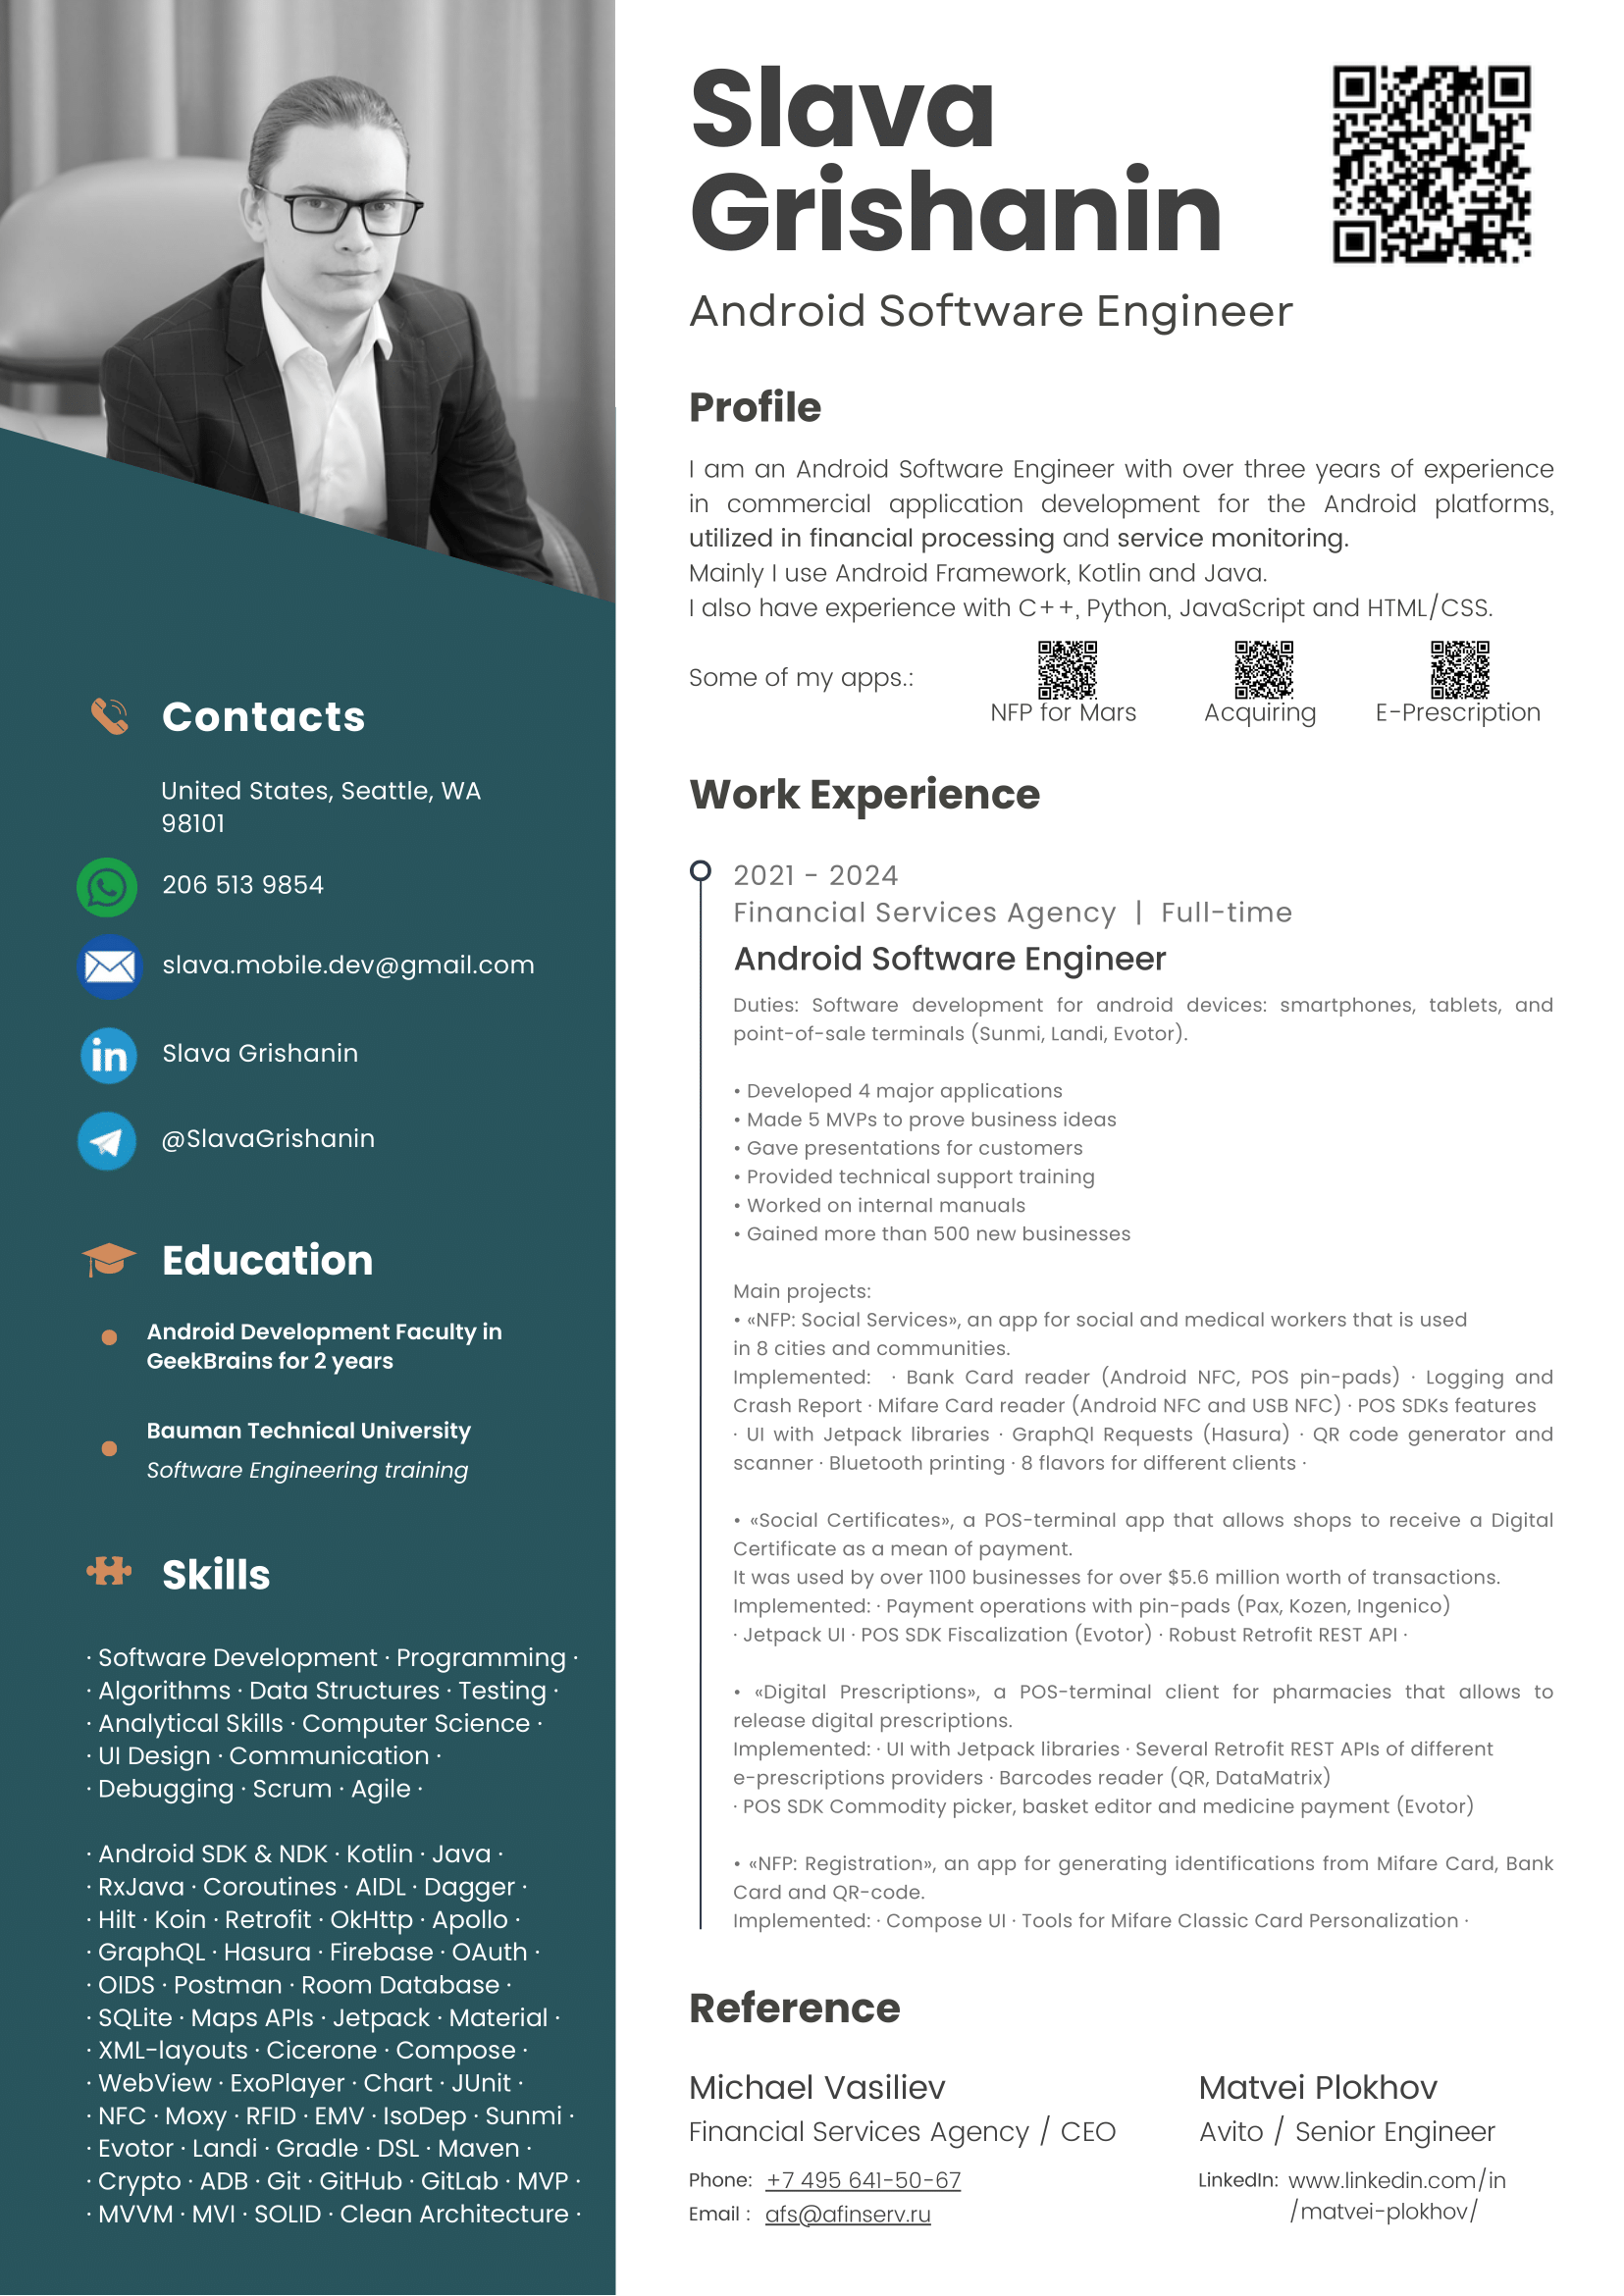 Slava
Grishanin
Android Software Engineer
Profile
I am an Android Software Engineer with over three years of experience
in commercial application development for the Android platforms,
utilized in financial processing and service monitoring.
Mainly I use Android Framework, Kotlin and Java.
I also have experience with C++, Python, JavaScript and HTML/CSS.
Some of my apps.:
NFP for Mars
Acquiring
E-Prescription
Contacts
United States, Seattle, WA
98101
206 513 9854
slava.mobile.dev@gmail.com
in
Slava Grishanin
@SlavaGrishanin
Education
Android Development Faculty in
GeekBrains for 2 years
Bauman Technical University
Software Engineering training
Skills
· Software Development · Programming ·
· Algorithms · Data Structures · Testing ·
· Analytical Skills · Computer Science ·
· UI Design · Communication ·
· Debugging · Scrum · Agile ·
· Android SDK & NDK · Kotlin · Java ·
· RxJava · Coroutines · AIDL · Dagger ·
· Hilt · Koin · Retrofit · OkHttp · Apollo ·
· GraphQL · Hasura · Firebase · OAuth ·
· OIDS · Postman · Room Database ·
· SQLite · Maps APIs · Jetpack · Material ·
· XML-layouts · Cicerone · Compose ·
· WebView · ExoPlayer · Chart · JUnit ·
· NFC · Moxy · RFID · EMV · IsoDep · Sunmi ·
· Evotor · Landi · Gradle · DSL · Maven ·
· Crypto · ADB · Git · GitHub · GitLab · MVP ·
· MVVM · MVI · SOLID · Clean Architecture ·
Work Experience
2021 - 2024
Financial Services Agency | Full-time
Android Software Engineer
Duties: Software development for android devices: smartphones, tablets, and
point-of-sale terminals (Sunmi, Landi, Evotor).
• Developed 4 major applications
• Made 5 MVPs to prove business ideas
• Gave presentations for customers
• Provided technical support training
• Worked on internal manuals
• Gained more than 500 new businesses
Main projects:
• «NFP: Social Services», an app for social and medical workers that is used
in 8 cities and communities.
Implemented: · Bank Card reader (Android NFC, POS pin-pads) · Logging and
Crash Report · Mifare Card reader (Android NFC and USB NFC) · POS SDKs features
· UI with Jetpack libraries · GraphQl Requests (Hasura) · QR code generator and
scanner · Bluetooth printing · 8 flavors for different clients ·
• «Social Certificates», a POS-terminal app that allows shops to receive a Digital
Certificate as a mean of payment.
It was used by over 1100 businesses for over $5.6 million worth of transactions.
Implemented: · Payment operations with pin-pads (Pax, Kozen, Ingenico)
· Jetpack UI · POS SDK Fiscalization (Evotor) · Robust Retrofit REST API ·
• «Digital Prescriptions», a POS-terminal client for pharmacies that allows to
release digital prescriptions.
Implemented: · UI with Jetpack libraries · Several Retrofit REST APIs of different
e-prescriptions providers · Barcodes reader (QR, DataMatrix)
· POS SDK Commodity picker, basket editor and medicine payment (Evotor)
• «NFP: Registration», an app for generating identifications from Mifare Card, Bank
Card and QR-code.
Implemented: · Compose UI · Tools for Mifare Classic Card Personalization ·
Reference
Michael Vasiliev
Financial Services Agency / CEO
Phone: +7 495 641-50-67
Email : afs@afinserv.ru
Matvei Plokhov
Avito / Senior Engineer
LinkedIn: www.linkedin.com/in
/matvei-plokhov/